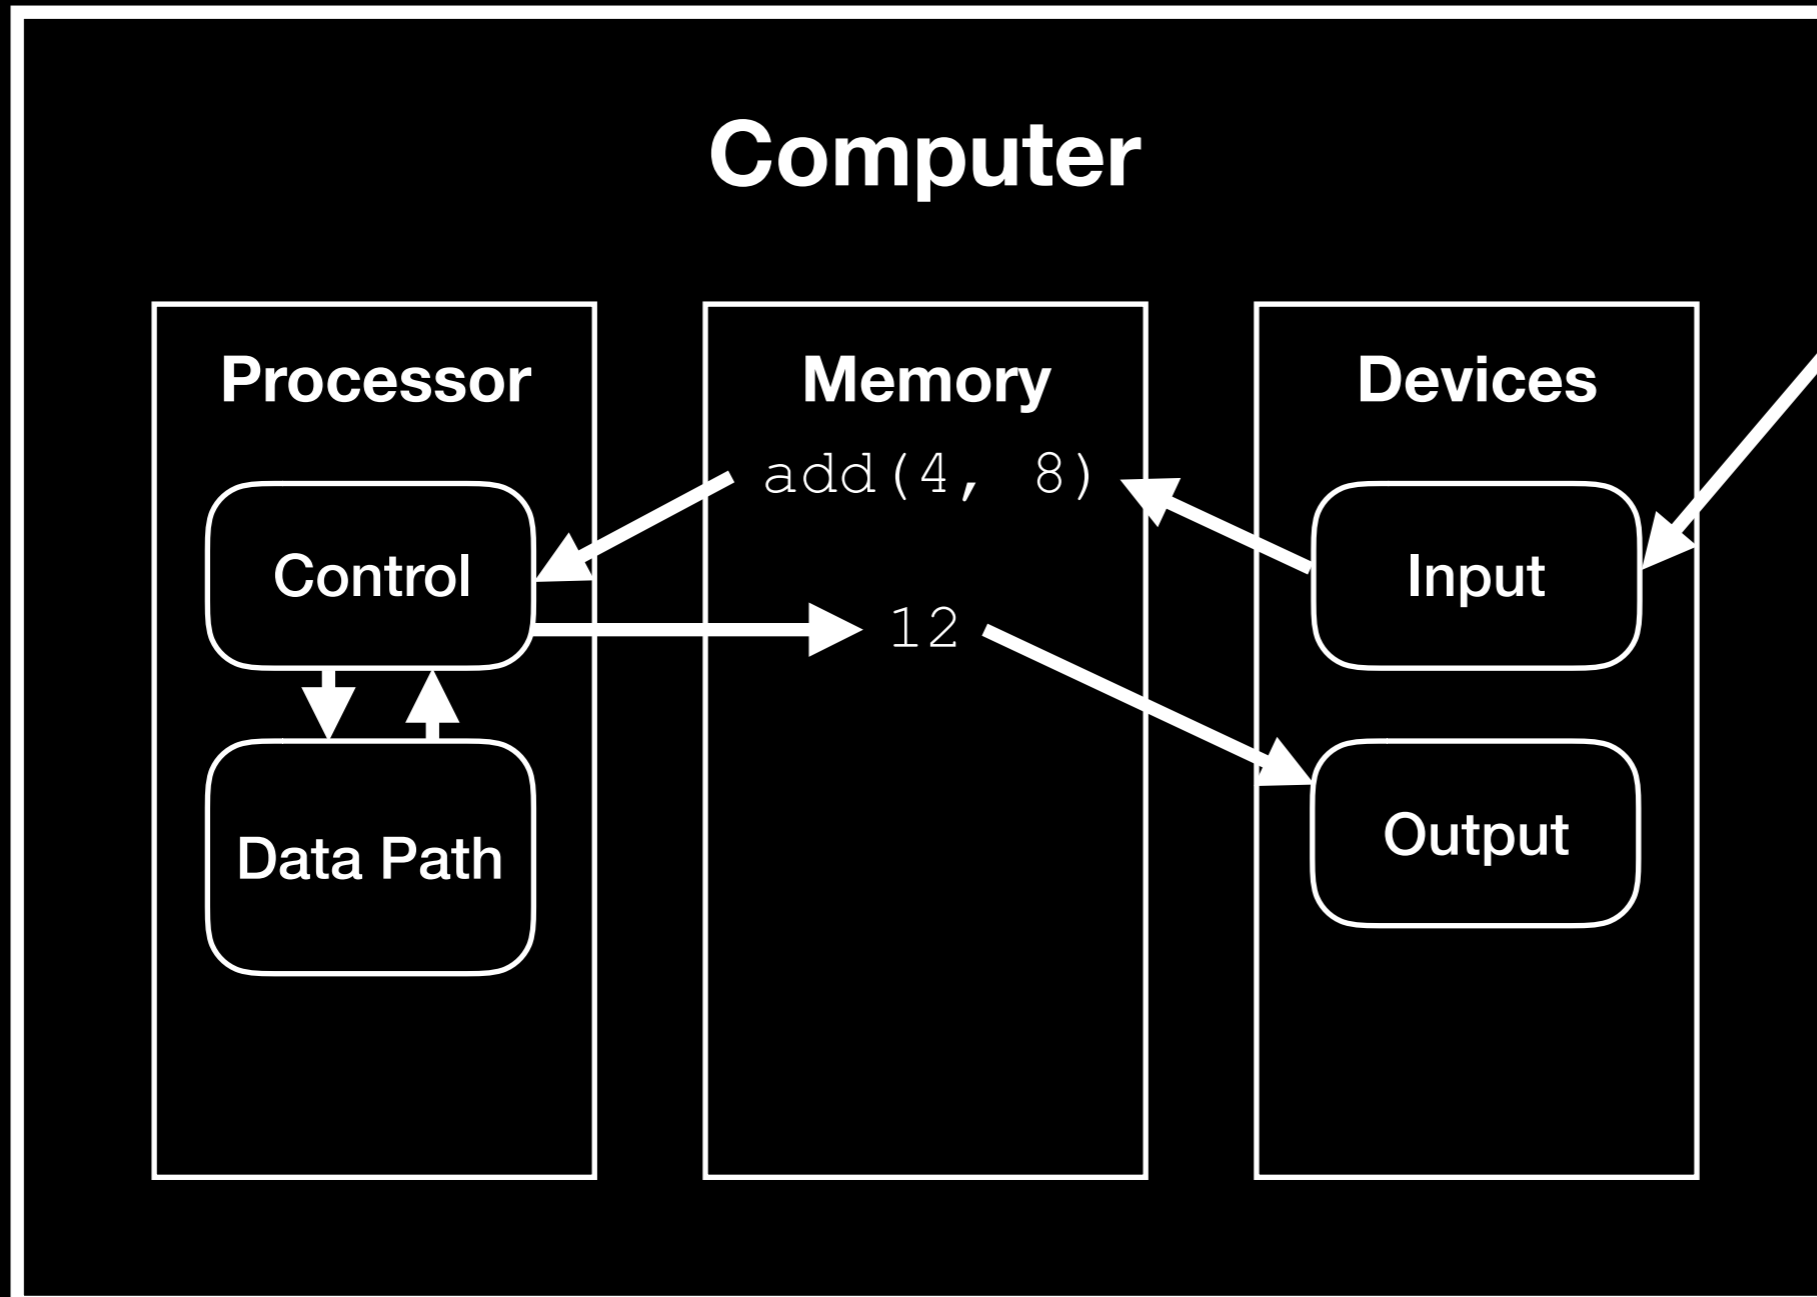 Computer
Processor
Control
Data Path
Memory
add(4, 8)
12
Devices
Input
Output